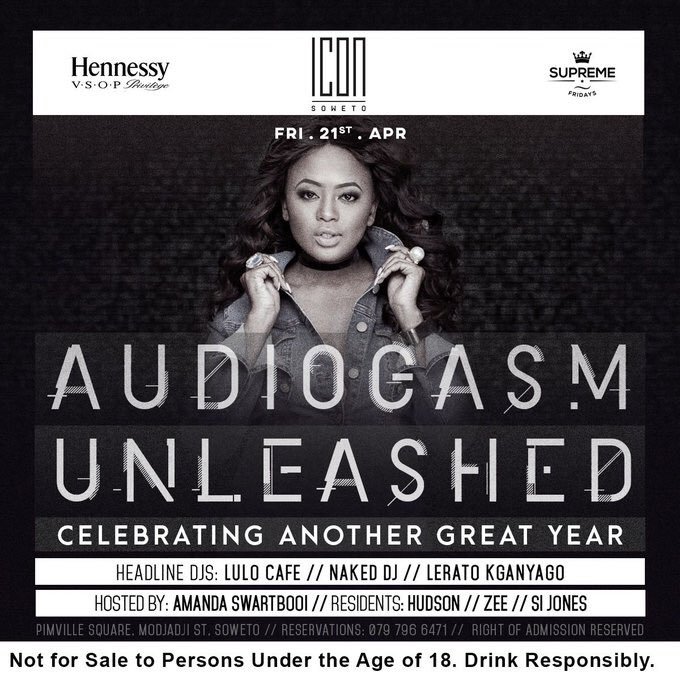 Hennessy
V·S·O·P Privilège
ICON
SOWETO
SUPREME
FRIDAYS
FRI . 21ST . APR
AUDIOGASM
UNLEASHED
CELEBRATING ANOTHER GREAT YEAR
HEADLINE DJS: LULO CAFE // NAKED DJ // LERATO KGANYAGO
HOSTED BY: AMANDA SWARTBOOI // RESIDENTS: HUDSON // ZEE // SI JONES
PIMVILLE SQUARE. MODJADJI ST. SOWETO // RESERVATIONS: 079 796 6471 // RIGHT OF ADMISSION RESERVED
Not for Sale to Persons Under the Age of 18. Drink Responsibly.